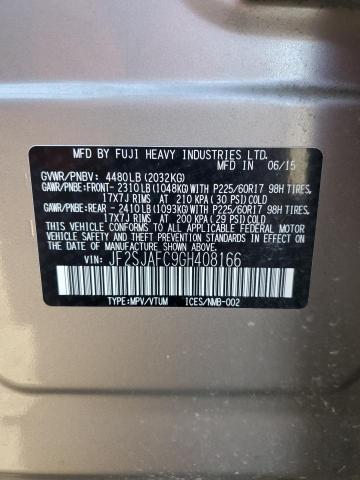 MFD BY FUJI HEAVY INDUSTRIES LTD.
IN 06/15
GVWR/PNBV: 4480LB (2032KG)
GAWR/PNBE:FRONT- 2310LB (1048KG) WITH P225/60R17 98H TIRES,
17X7J RIMS AT 210 KPA (30 PSI) COLD
GAWR/PNBE:REAR -2410LB (1093KG) WITH P225/60R17 98H TIRES,
17X7J RIMS AT 200 KPA (29 PSI) COLD
THIS VEHICLE CONFORMS TO ALL APPLICABLE FEDERAL MOTOR
VEHICLE SAFETY AND BUMPER STANDARDS IN EFFECT ON THE
DATE OF MANUFACTURE SHOWN ABOVE.
VIN: JF2SJAFC9GH408166
TYPE:MPV/VTUM ICES/NMB-002